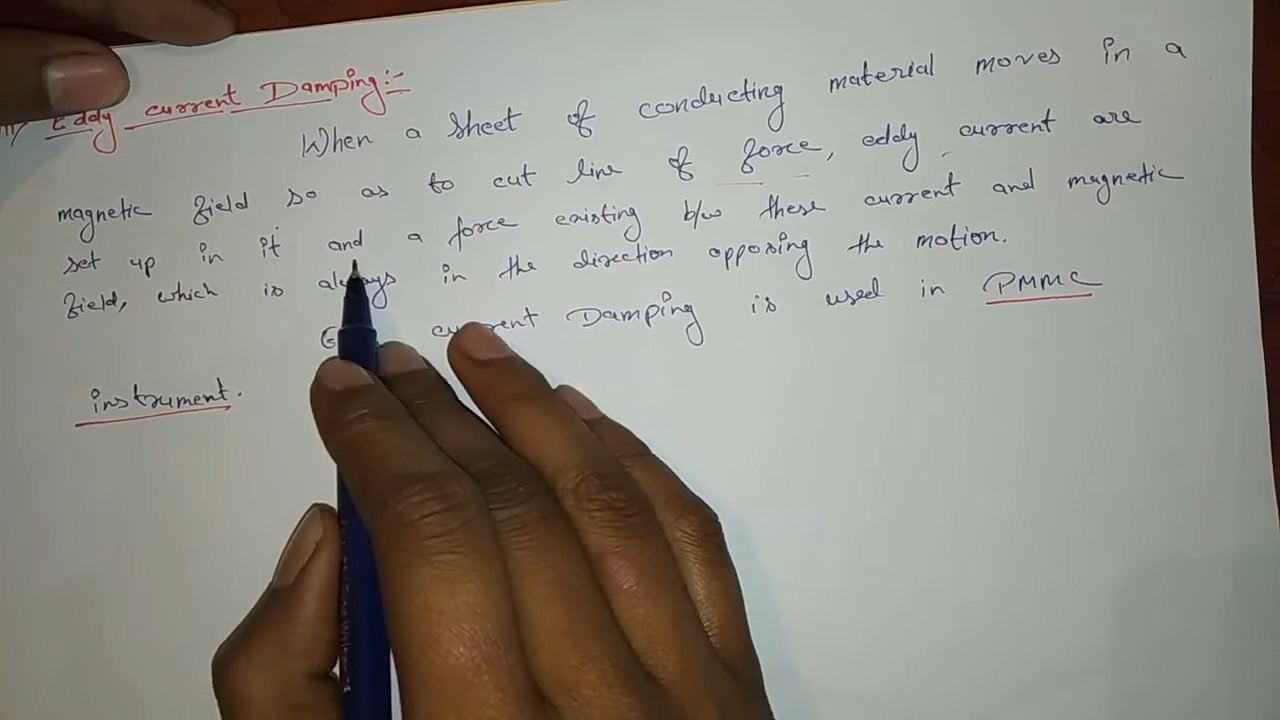 Eddy current Damping:-
When a sheet of conducting material moves in a
magnetic field so as to cut line of force, eddy current are
set up in it and a force existing b/w these current and magnetic
field, which is always in the direction opposing the motion.
current Damping is used in PMMC
instrument.